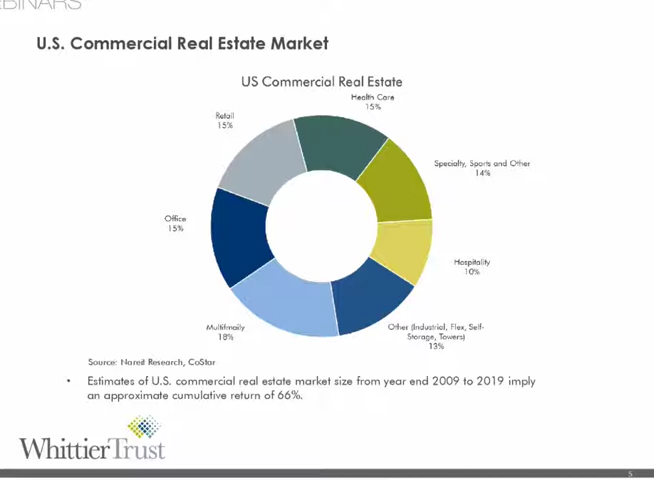 EBINARS
U.S. Commercial Real Estate Market
US Commercial Real Estate
Health Care
15%
Retail
15%
Specialty, Sports and Other
14%
Office
15%
Hospitality
10%
Multifmaily
18%
Other (Industrial, Flex, Self-
Storage, Towers)
13%
Source: Nareit Research, CoStar
• Estimates of U.S. commercial real estate market size from year end 2009 to 2019 imply
an approximate cumulative return of 66%.
WhittierTrust
5